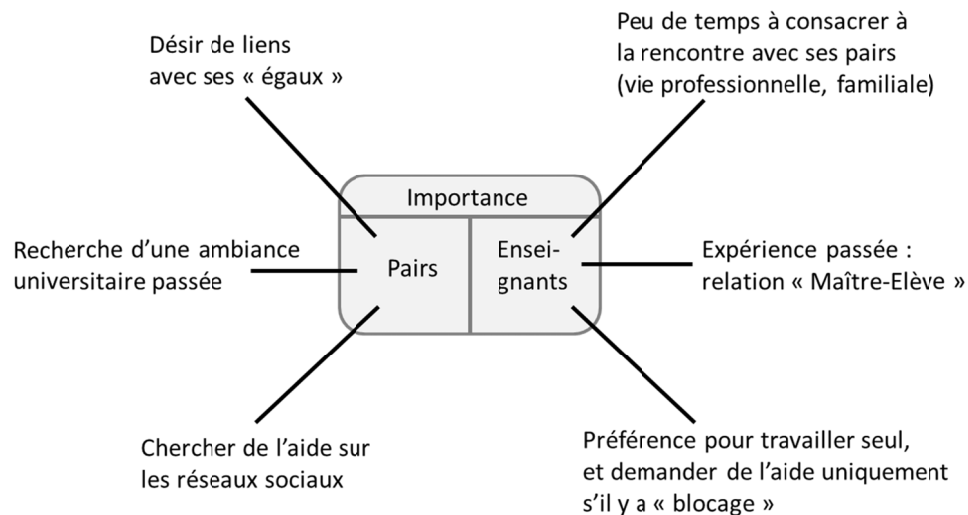 Désir de liens
avec ses « égaux »
Peu de temps à consacrer à
la rencontre avec ses pairs
(vie professionnelle, familiale)
Importance
Recherche d'une ambiance
universitaire passée
Pairs
Ensei-
gnants
Expérience passée :
relation « Maître-Elève »
Chercher de l'aide sur
les réseaux sociaux
Préférence pour travailler seul,
et demander de l'aide uniquement
s'il y a « blocage »